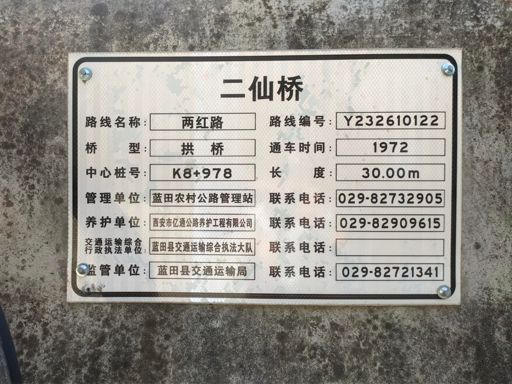 二仙桥
路线名称: 两红路 路线编号: Y232610122
桥 型: 拱桥 通车时间: 1972
中心桩号: K8+978 长 度: 30.00m
管理单位: 蓝田农村公路管理站 联系电话: 029-82732905
养护单位: 西安市亿通公路养护工程有限公司 联系电话: 029-82909615
交通运输综合行政执法单位: 蓝田县交通运输综合执法大队 联系电话:
监管单位: 蓝田县交通运输局 联系电话: 029-82721341